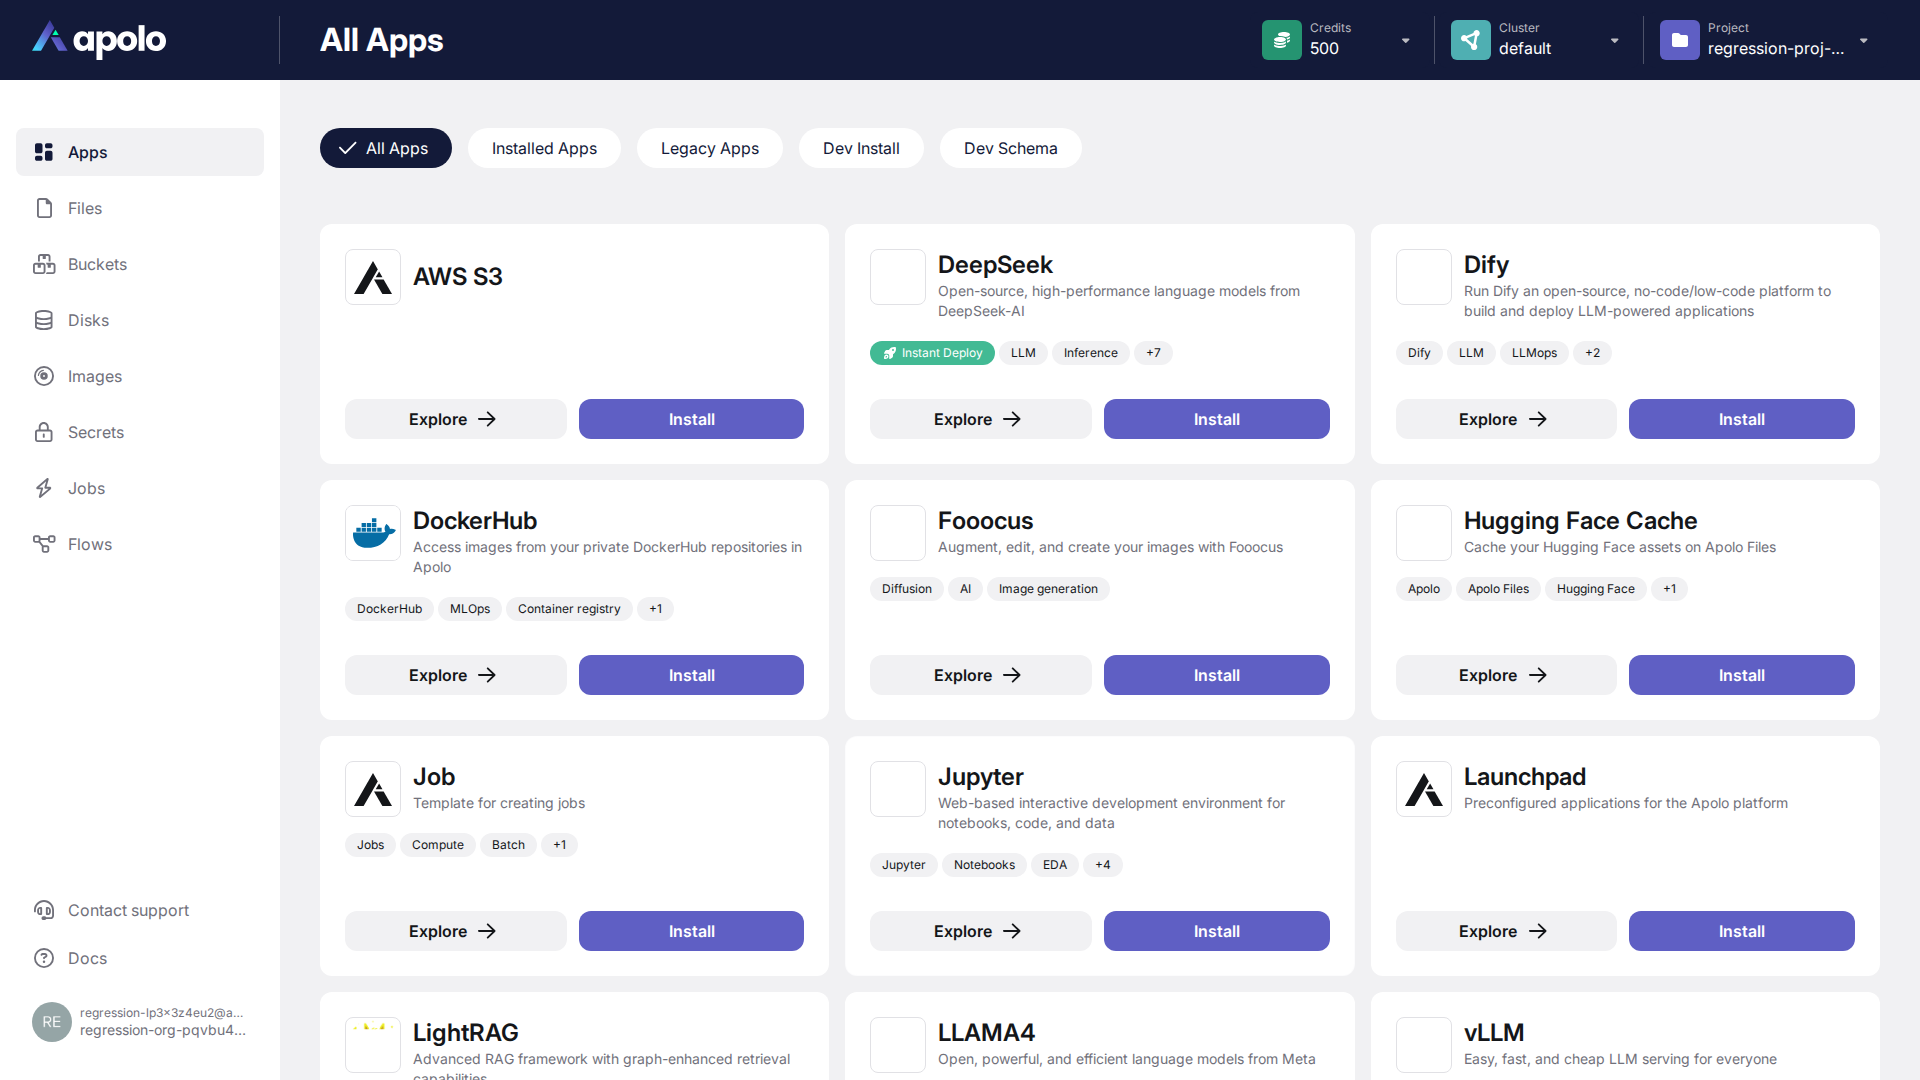 apolo
All Apps
Credits
500
Cluster
default
Project
regression-proj-...
Apps
Files
Buckets
Disks
Images
Secrets
Jobs
Flows
Contact support
Docs
RE
regression-lp3x3z4eu2@a...
regression-org-pqvbu4...
All Apps
Installed Apps
Legacy Apps
Dev Install
Dev Schema
AWS S3
Explore
Install
DeepSeek
Open-source, high-performance language models from
DeepSeek-AI
Instant Deploy
LLM
Inference
+7
Explore
Install
Dify
Run Dify an open-source, no-code/low-code platform to
build and deploy LLM-powered applications
Dify
LLM
LLMops
+2
Explore
Install
DockerHub
Access images from your private DockerHub repositories in
Apolo
DockerHub
MLOps
Container registry
+1
Explore
Install
Fooocus
Augment, edit, and create your images with Fooocus
Diffusion
AI
Image generation
Explore
Install
Hugging Face Cache
Cache your Hugging Face assets on Apolo Files
Apolo
Apolo Files
Hugging Face
+1
Explore
Install
Job
Template for creating jobs
Jobs
Compute
Batch
+1
Explore
Install
Jupyter
Web-based interactive development environment for
notebooks, code, and data
Jupyter
Notebooks
EDA
+4
Explore
Install
Launchpad
Preconfigured applications for the Apolo platform
Explore
Install
LightRAG
Advanced RAG framework with graph-enhanced retrieval
capabilities
LLAMA4
Open, powerful, and efficient language models from Meta
vLLM
Easy, fast, and cheap LLM serving for everyone